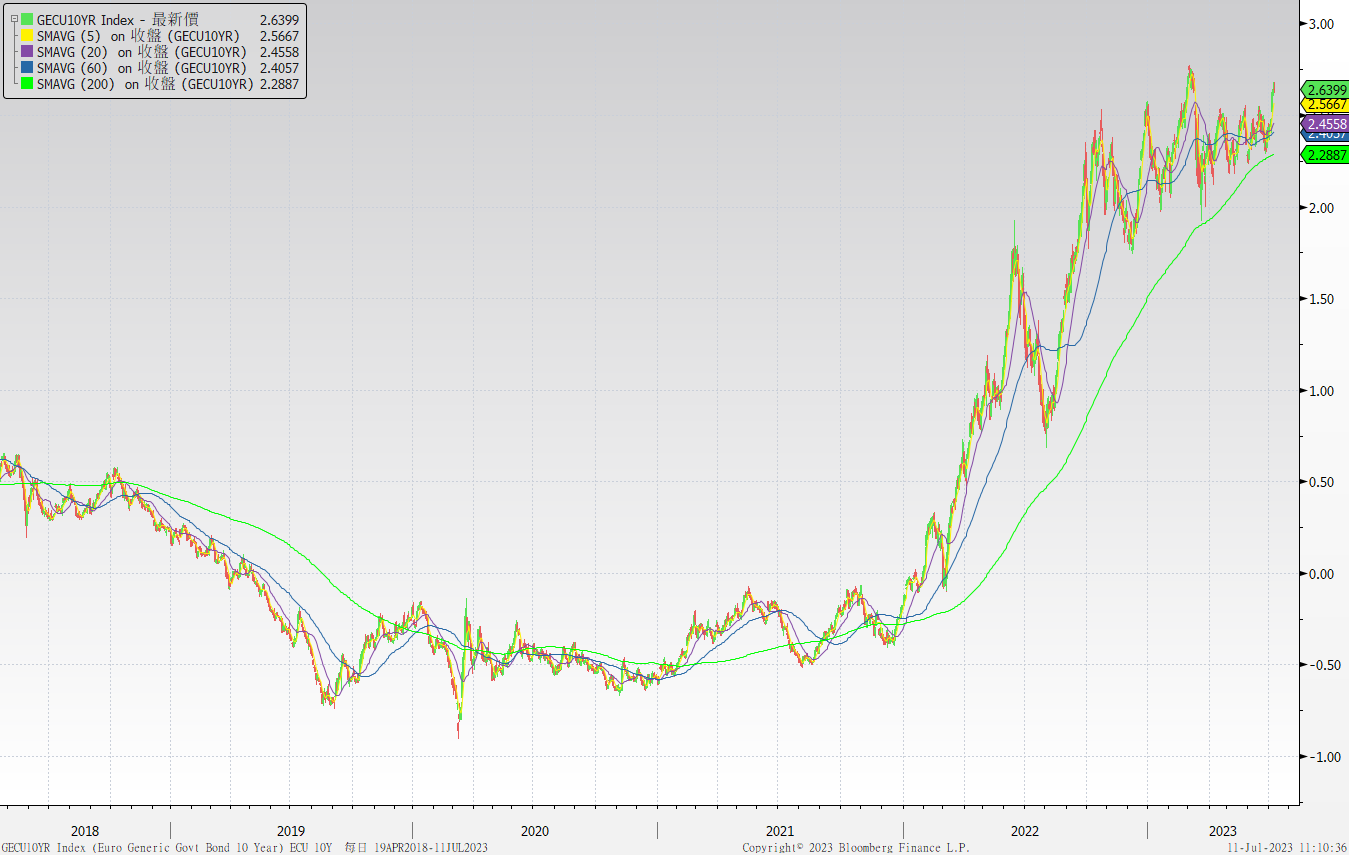 GECU10YR Index - 最新價 2.6399
SMAVG (5) on 收盤 (GECU10YR) 2.5667
SMAVG (20) on 收盤 (GECU10YR) 2.4558
SMAVG (60) on 收盤 (GECU10YR) 2.4057
SMAVG (200) on 收盤 (GECU10YR) 2.2887
3.00
2.6399
2.5667
2.4558
2.4057
2.2887
2.00
1.50
1.00
0.50
0.00
-0.50
-1.00
2018 2019 2020 2021 2022 2023
GECU10YR Index (Euro Generic Govt Bond 10 Year) ECU 10Y 每日 19APR2018-11JUL2023 Copyright© 2023 Bloomberg Finance L.P. 11-Jul-2023 11:10:36